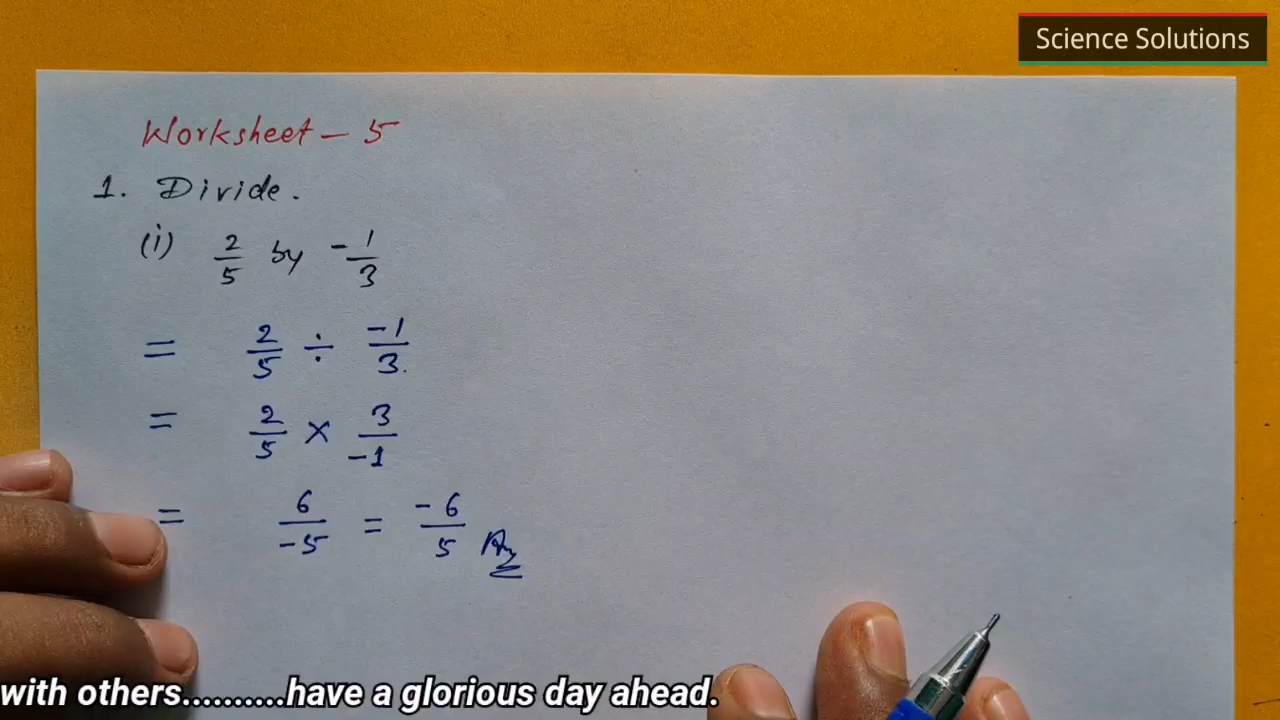 Science Solutions
Worksheet - 5
1. Divide.
(i) 2/5 by -1/3
= 2/5 ÷ -1/3
= 2/5 × 3/-1
= 6/-5 = -6/5 Ans
with others..........have a glorious day ahead.